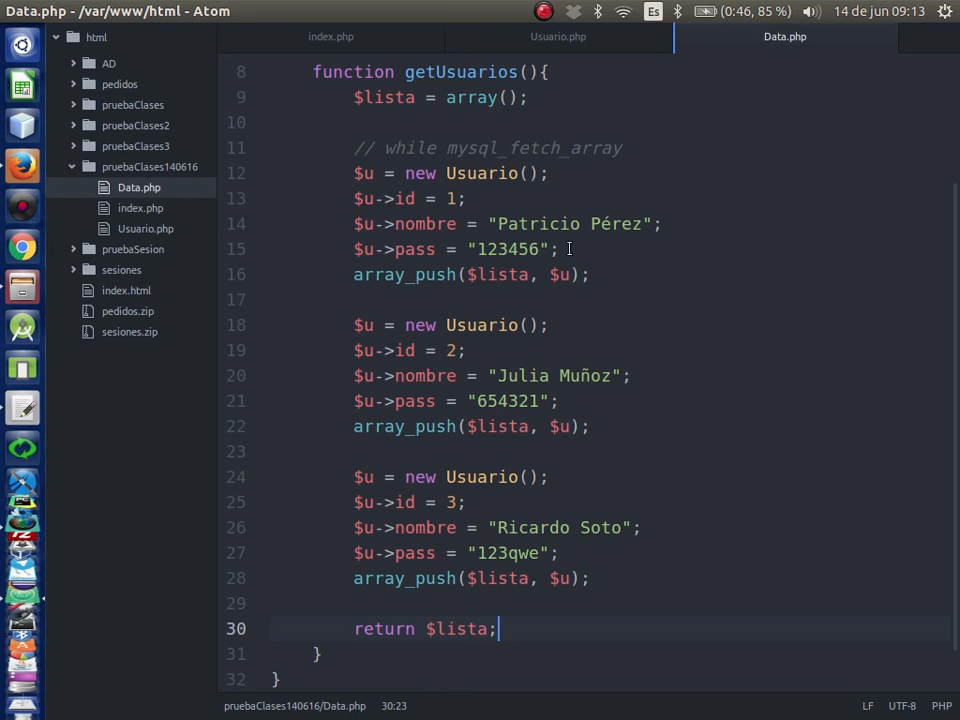 Data.php - /var/www/html - Atom
Es
(0:46, 85 %)
14 de jun 09:13
html
AD
pedidos
pruebaClases
pruebaClases2
pruebaClases3
pruebaClases140616
Data.php
index.php
Usuario.php
pruebaSesion
sesiones
index.html
pedidos.zip
sesiones.zip
index.php
Usuario.php
Data.php
8 function getUsuarios(){
9 $lista = array();
10
11 // while mysql_fetch_array
12 $u = new Usuario();
13 $u->id = 1;
14 $u->nombre = "Patricio Pérez";
15 $u->pass = "123456";
16 array_push($lista, $u);
17
18 $u = new Usuario();
19 $u->id = 2;
20 $u->nombre = "Julia Muñoz";
21 $u->pass = "654321";
22 array_push($lista, $u);
23
24 $u = new Usuario();
25 $u->id = 3;
26 $u->nombre = "Ricardo Soto";
27 $u->pass = "123qwe";
28 array_push($lista, $u);
29
30 return $lista;
31 }
32 }
pruebaClases140616/Data.php
30:23
LF
UTF-8
PHP